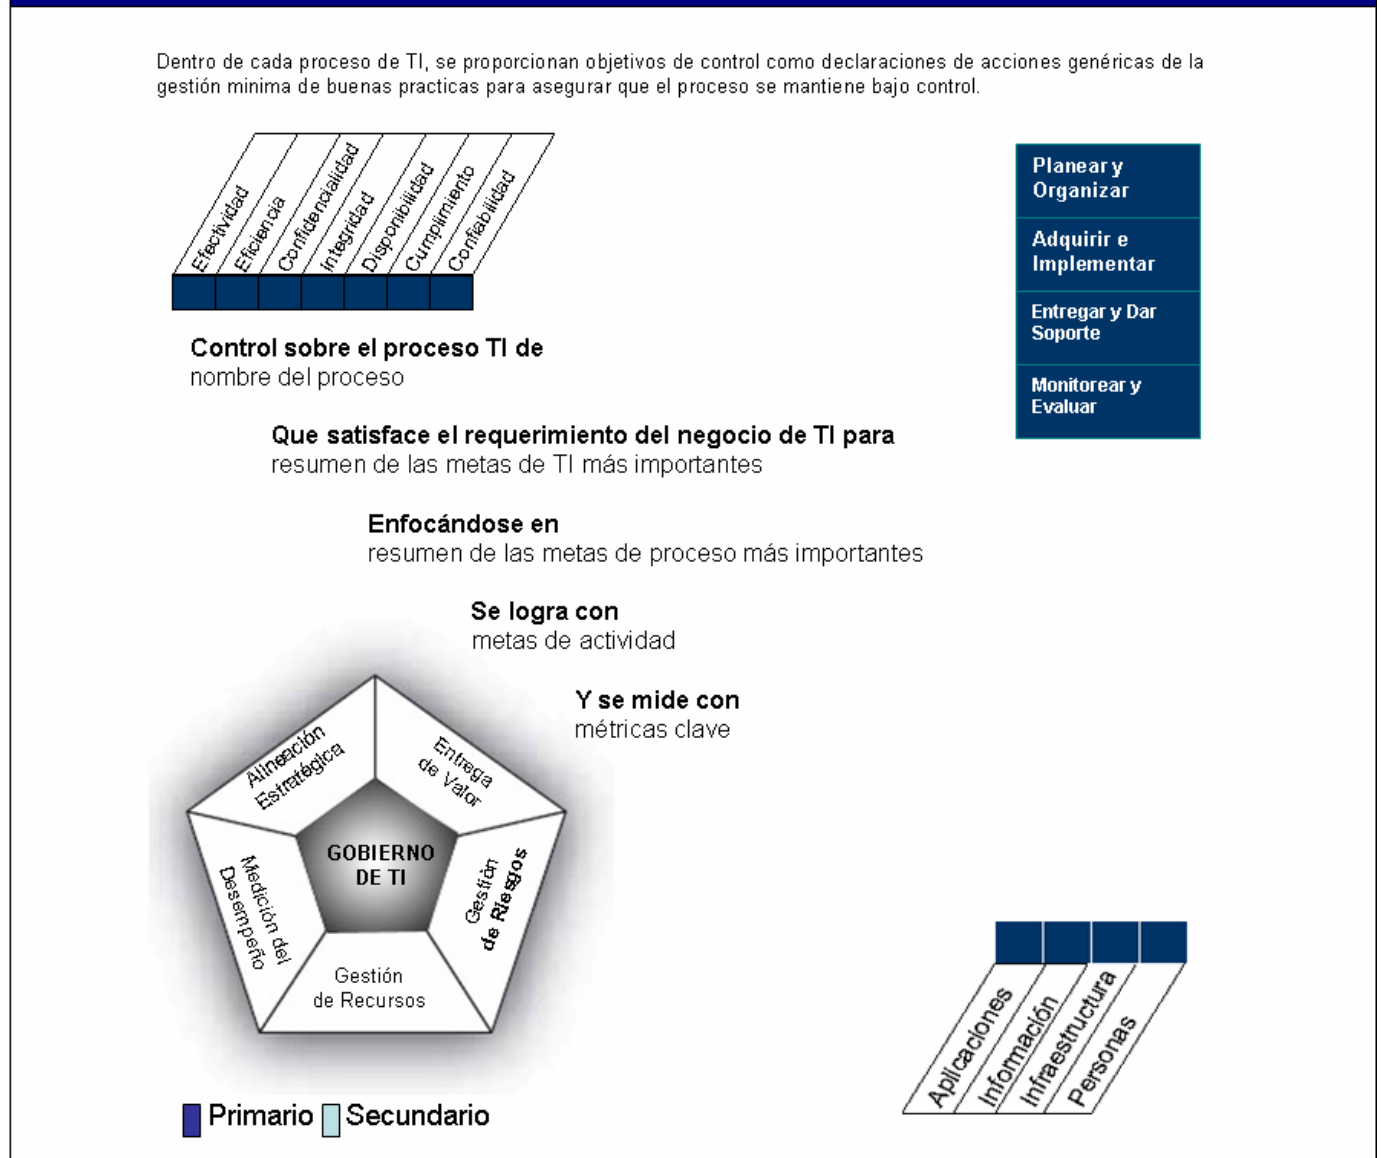 Dentro de cada proceso de TI, se proporcionan objetivos de control como declaraciones de acciones genéricas de la
gestión minima de buenas practicas para asegurar que el proceso se mantiene bajo control.
Efectividad
Eficiencia
Confidencialidad
Integridad
Disponibilidad
Cumplimiento
Confiabilidad
Planear y
Organizar
Adquirir e
Implementar
Entregar y Dar
Soporte
Monitorear y
Evaluar
Control sobre el proceso TI de
nombre del proceso
Que satisface el requerimiento del negocio de TI para
resumen de las metas de TI más importantes
Enfocándose en
resumen de las metas de proceso más importantes
Se logra con
metas de actividad
Y se mide con
métricas clave
Alineación
Estratégica
Entrega
de Valor
GOBIERNO
DE TI
Medición del
Desempeño
Gestión
de Riesgos
Gestión
de Recursos
Aplicaciones
Información
Infraestructura
Personas
Primario
Secundario